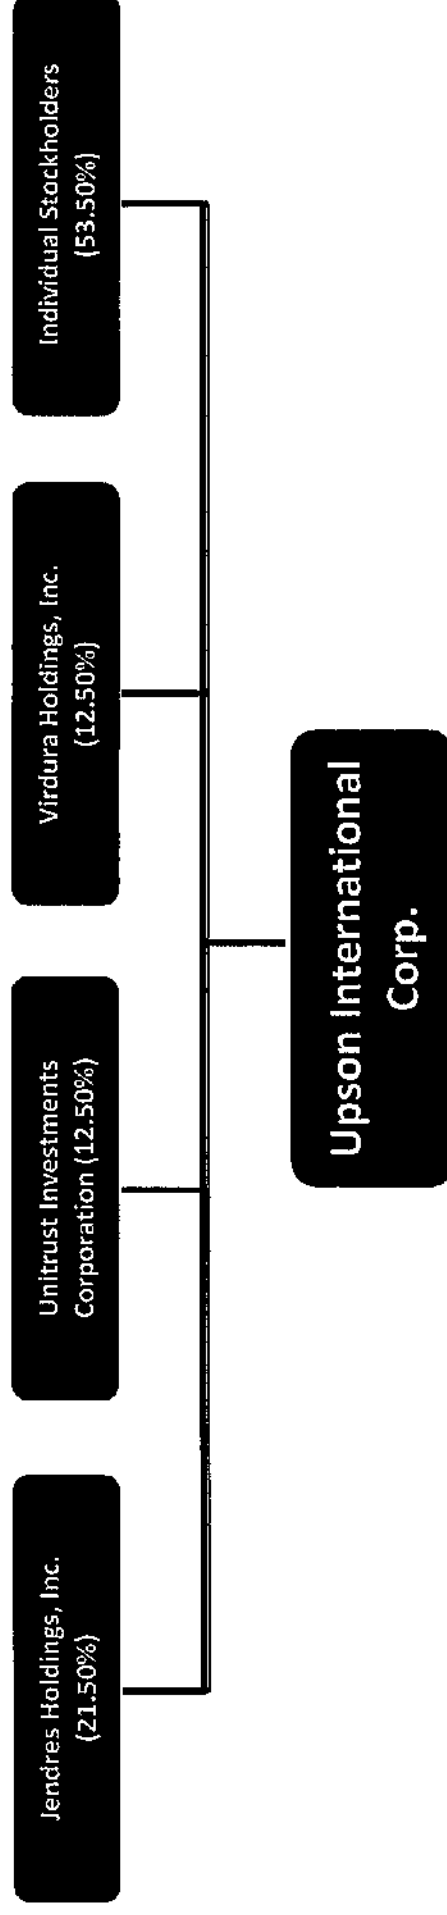 Jendres Holdings, Inc.
(21.50%)
Unitrust Investments
Corporation (12.50%)
Virdura Holdings, Inc.
(12.50%)
Individual Stockholders
(53.50%)
Upson International
Corp.